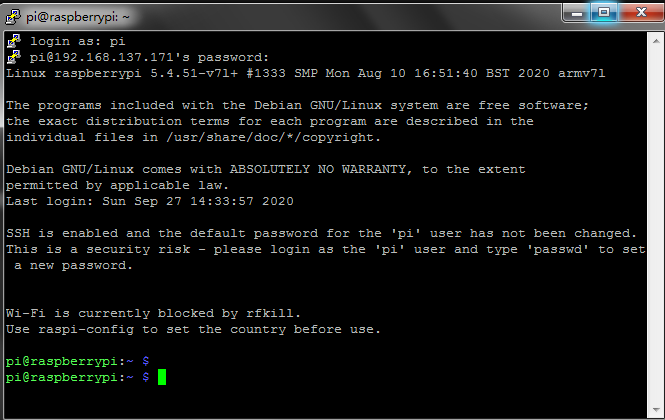 pi@raspberrypi: ~
login as: pi
pi@192.168.137.171's password:
Linux raspberrypi 5.4.51-v7l+ #1333 SMP Mon Aug 10 16:51:40 BST 2020 armv7l
The programs included with the Debian GNU/Linux system are free software;
the exact distribution terms for each program are described in the
individual files in /usr/share/doc/*/copyright.
Debian GNU/Linux comes with ABSOLUTELY NO WARRANTY, to the extent
permitted by applicable law.
Last login: Sun Sep 27 14:33:57 2020
SSH is enabled and the default password for the 'pi' user has not been changed.
This is a security risk - please login as the 'pi' user and type 'passwd' to set
a new password.
Wi-Fi is currently blocked by rfkill.
Use raspi-config to set the country before use.
pi@raspberrypi:~ $
pi@raspberrypi:~ $